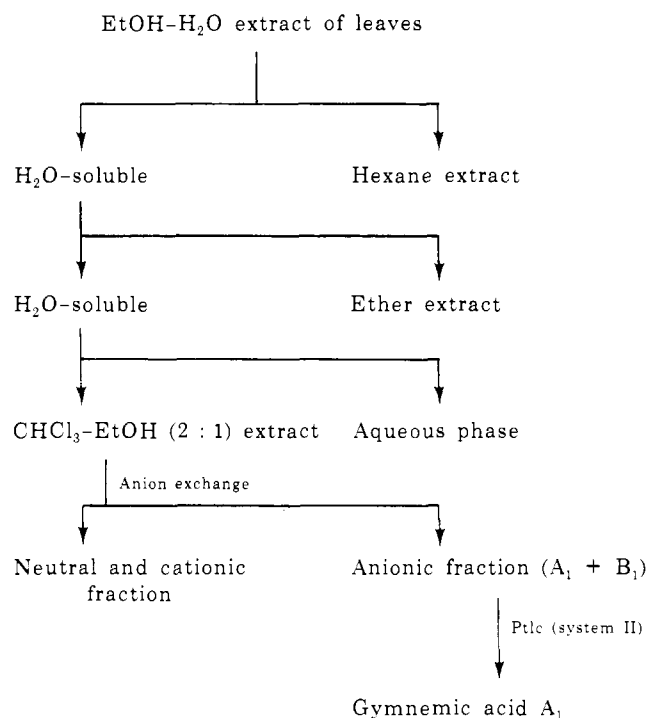 EtOH–H₂O extract of leaves
H₂O–soluble
Hexane extract
H₂O–soluble
Ether extract
CHCl₃–EtOH (2 : 1) extract
Aqueous phase
Anion exchange
Neutral and cationic
fraction
Anionic fraction (A₁ + B₁)
Ptlc (system II)
Gymnemic acid A₁